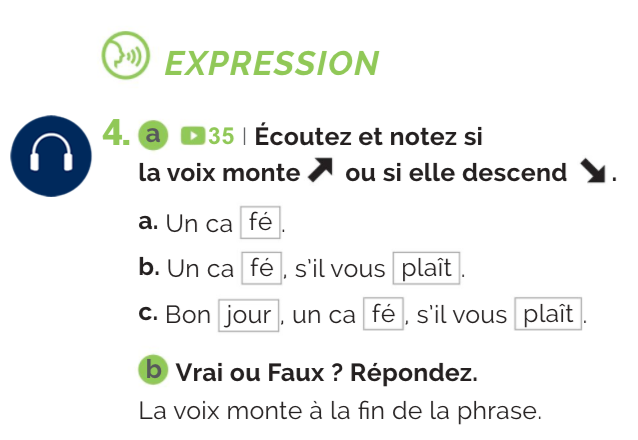 EXPRESSION
4. a 35 | Écoutez et notez si
la voix monte ou si elle descend .
a. Un ca fé .
b. Un ca fé , s'il vous plaît .
c. Bon jour , un ca fé , s'il vous plaît .
b Vrai ou Faux ? Répondez.
La voix monte à la fin de la phrase.